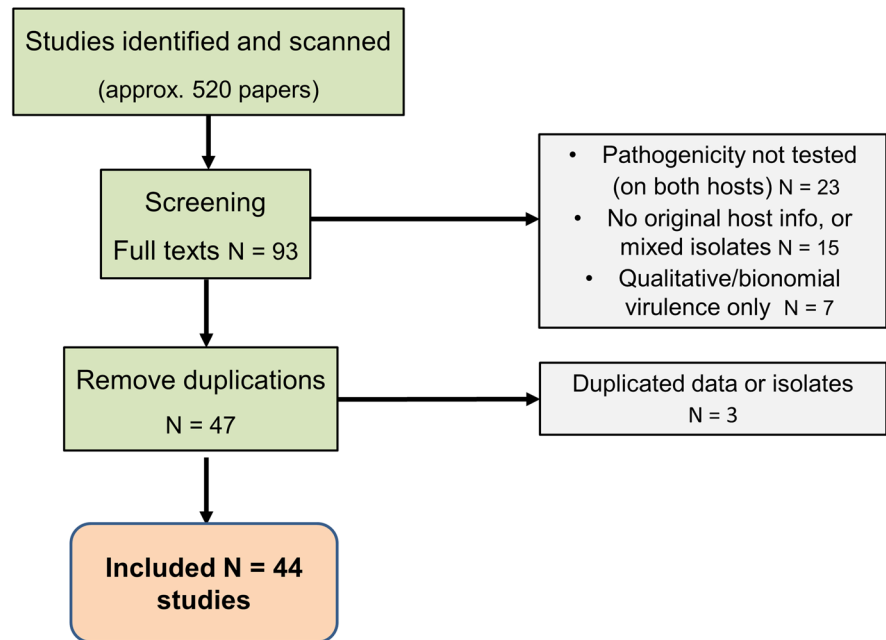 Studies identified and scanned
(approx. 520 papers)
Screening
Full texts N = 93
• Pathogenicity not tested
(on both hosts) N = 23
• No original host info, or
mixed isolates N = 15
• Qualitative/bionomial
virulence only N = 7
Remove duplications
N = 47
Duplicated data or isolates
N = 3
Included N = 44
studies